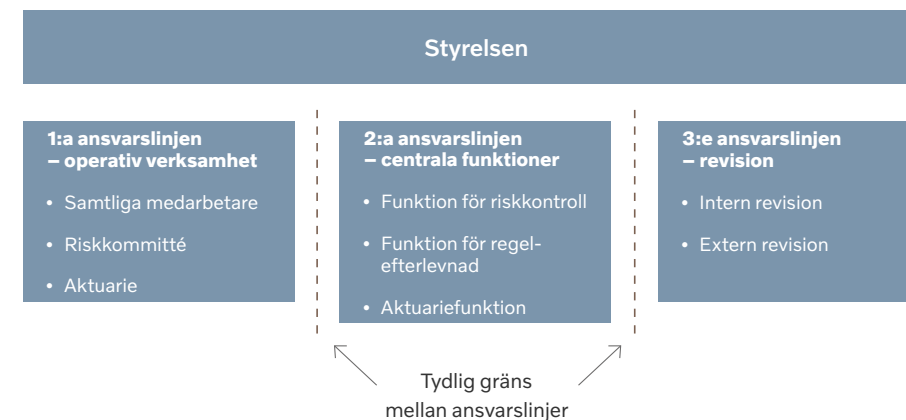 Styrelsen
1:a ansvarslinjen
– operativ verksamhet
• Samtliga medarbetare
• Riskkommitté
• Aktuarie
2:a ansvarslinjen
– centrala funktioner
• Funktion för riskkontroll
• Funktion för regel-
efterlevnad
• Aktuariefunktion
3:e ansvarslinjen
– revision
• Intern revision
• Extern revision
Tydlig gräns
mellan ansvarslinjer